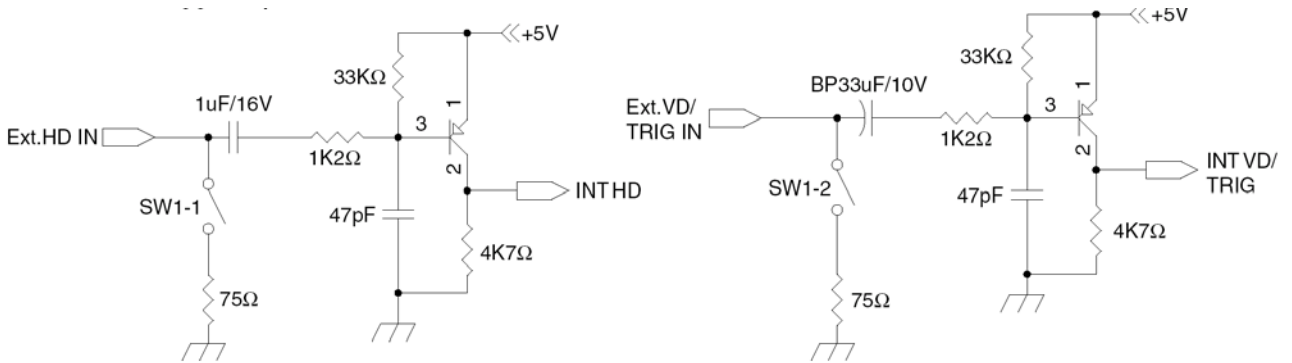 +5V
33KΩ
1uF/16V
1
Ext.HD IN
3
1K2Ω
2
INT HD
SW1-1
47pF
4K7Ω
75Ω
+5V
33KΩ
BP33uF/10V
1
Ext.VD/
TRIG IN
3
1K2Ω
2
INT VD/
TRIG
SW1-2
47pF
4K7Ω
75Ω